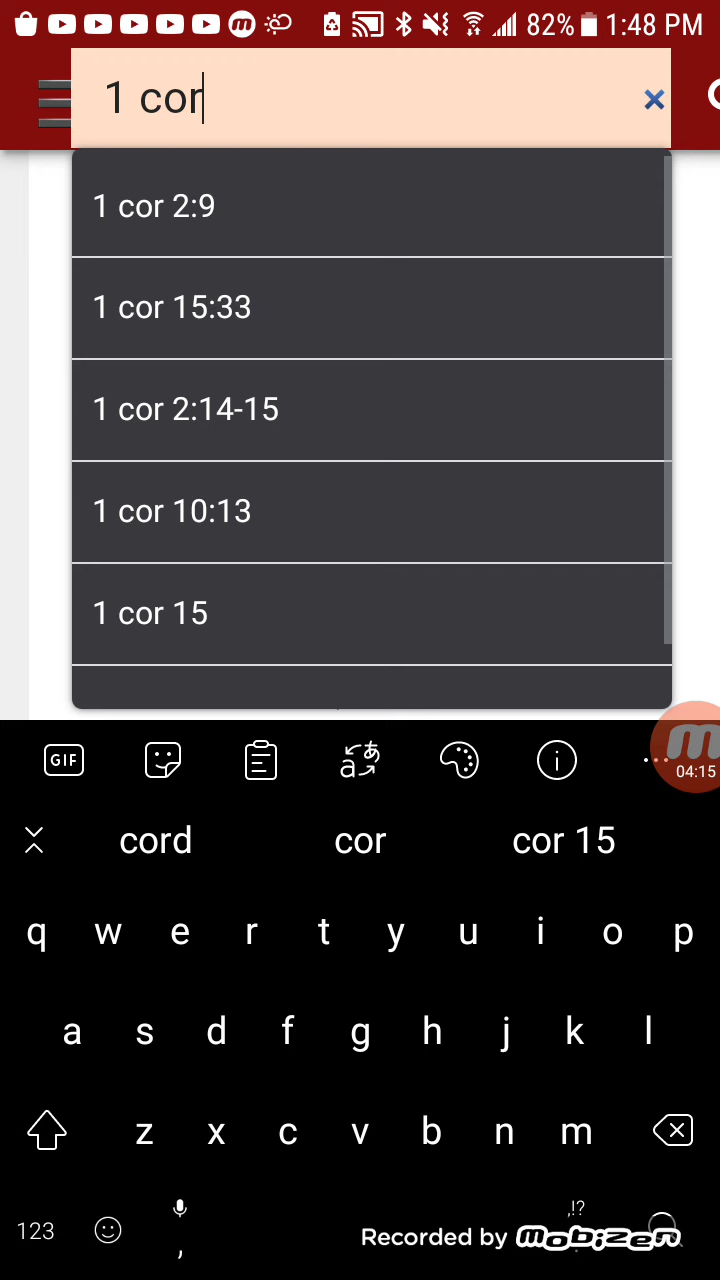 82% 1:48 PM
1 cor
1 cor 2:9
1 cor 15:33
1 cor 2:14-15
1 cor 10:13
1 cor 15
GIF
04:15
cord cor cor 15
q w e r t y u i o p
a s d f g h j k l
z x c v b n m
,!?
123 ,
Recorded by mobizen